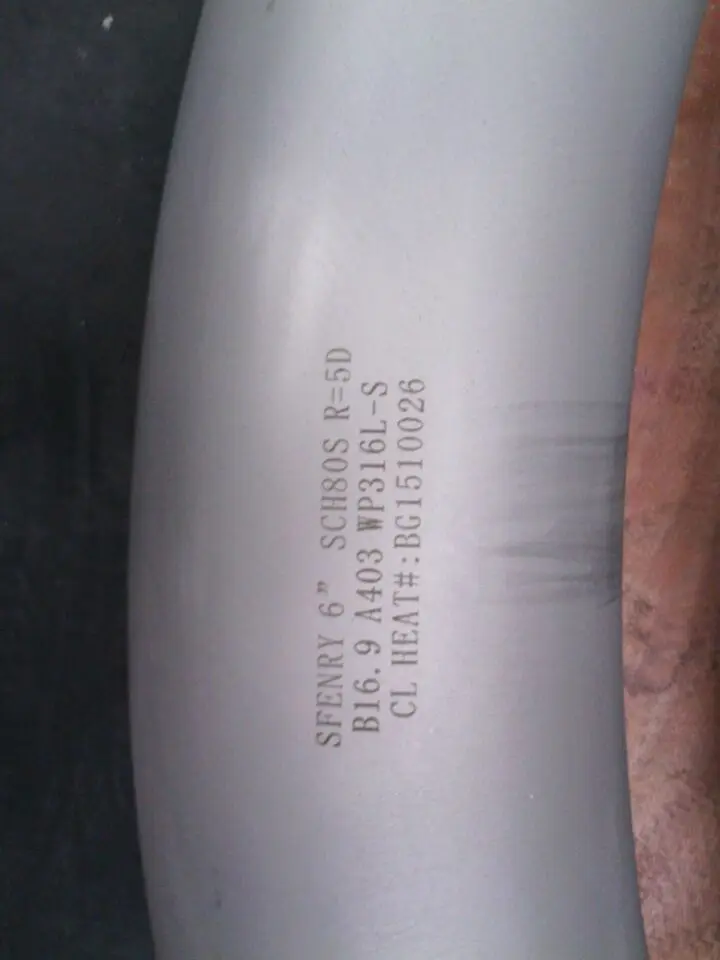 SFENRY 6” SCH80S R=5D
B16.9 A403 WP316L-S
CL HEAT#:BG1510026